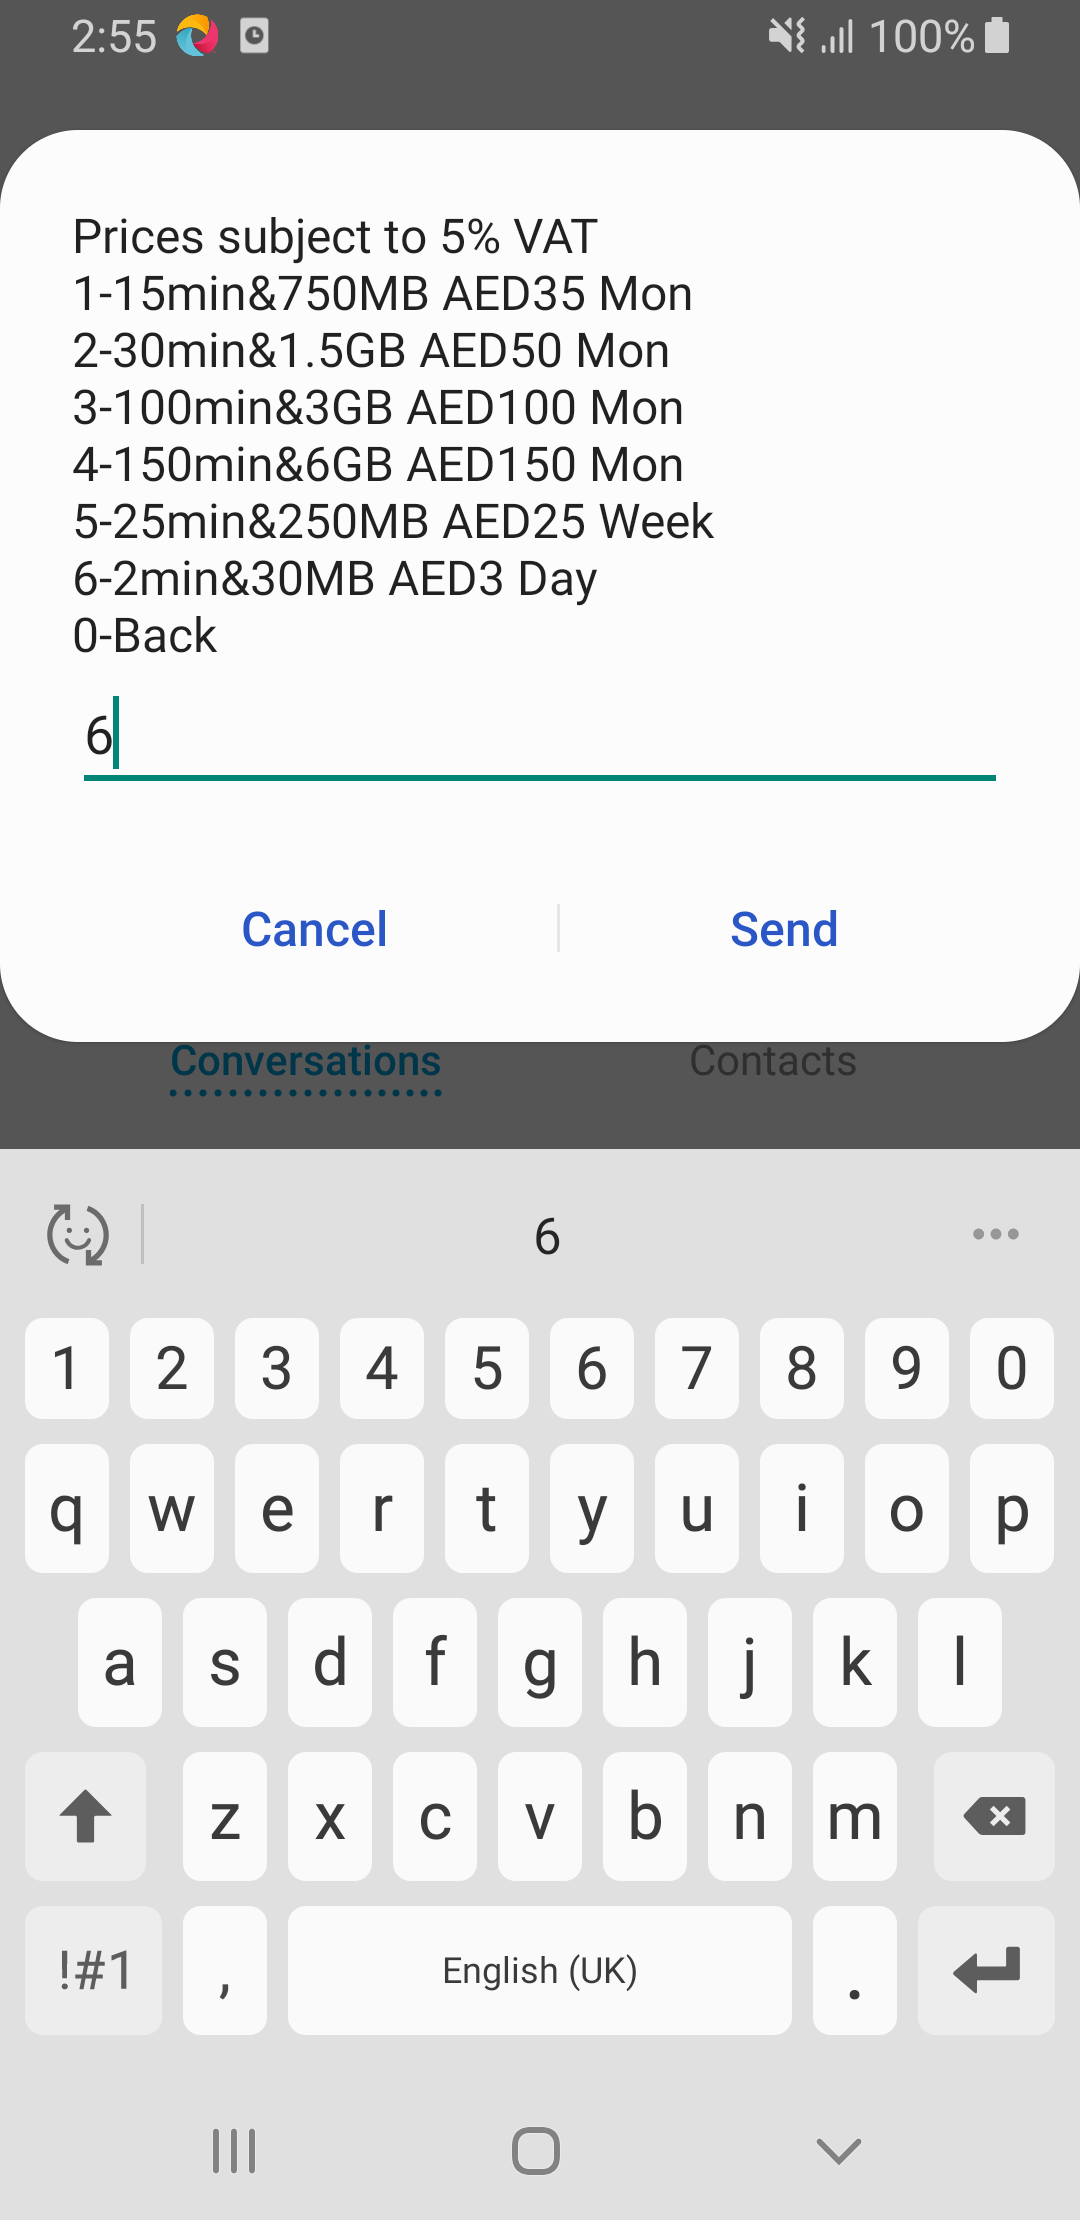 2:55
100%
Prices subject to 5% VAT
1-15min&750MB AED35 Mon
2-30min&1.5GB AED50 Mon
3-100min&3GB AED100 Mon
4-150min&6GB AED150 Mon
5-25min&250MB AED25 Week
6-2min&30MB AED3 Day
0-Back
6
Cancel Send
Conversations Contacts
6
1 2 3 4 5 6 7 8 9 0
q w e r t y u i o p
a s d f g h j k l
z x c v b n m
!#1 , English (UK) .